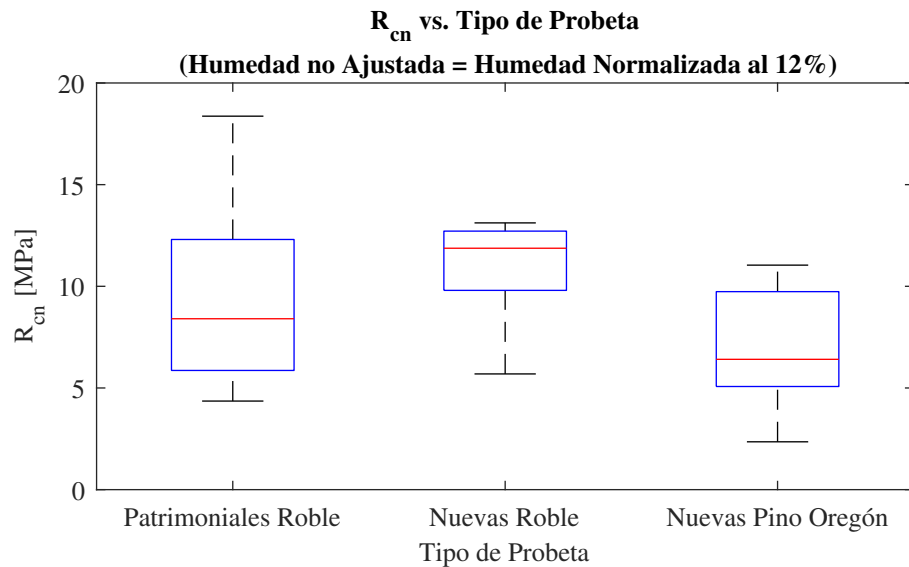 R_cn vs. Tipo de Probeta
(Humedad no Ajustada = Humedad Normalizada al 12%)
20
15
10
5
0
R_cn [MPa]
Patrimoniales Roble
Nuevas Roble
Nuevas Pino Oregón
Tipo de Probeta